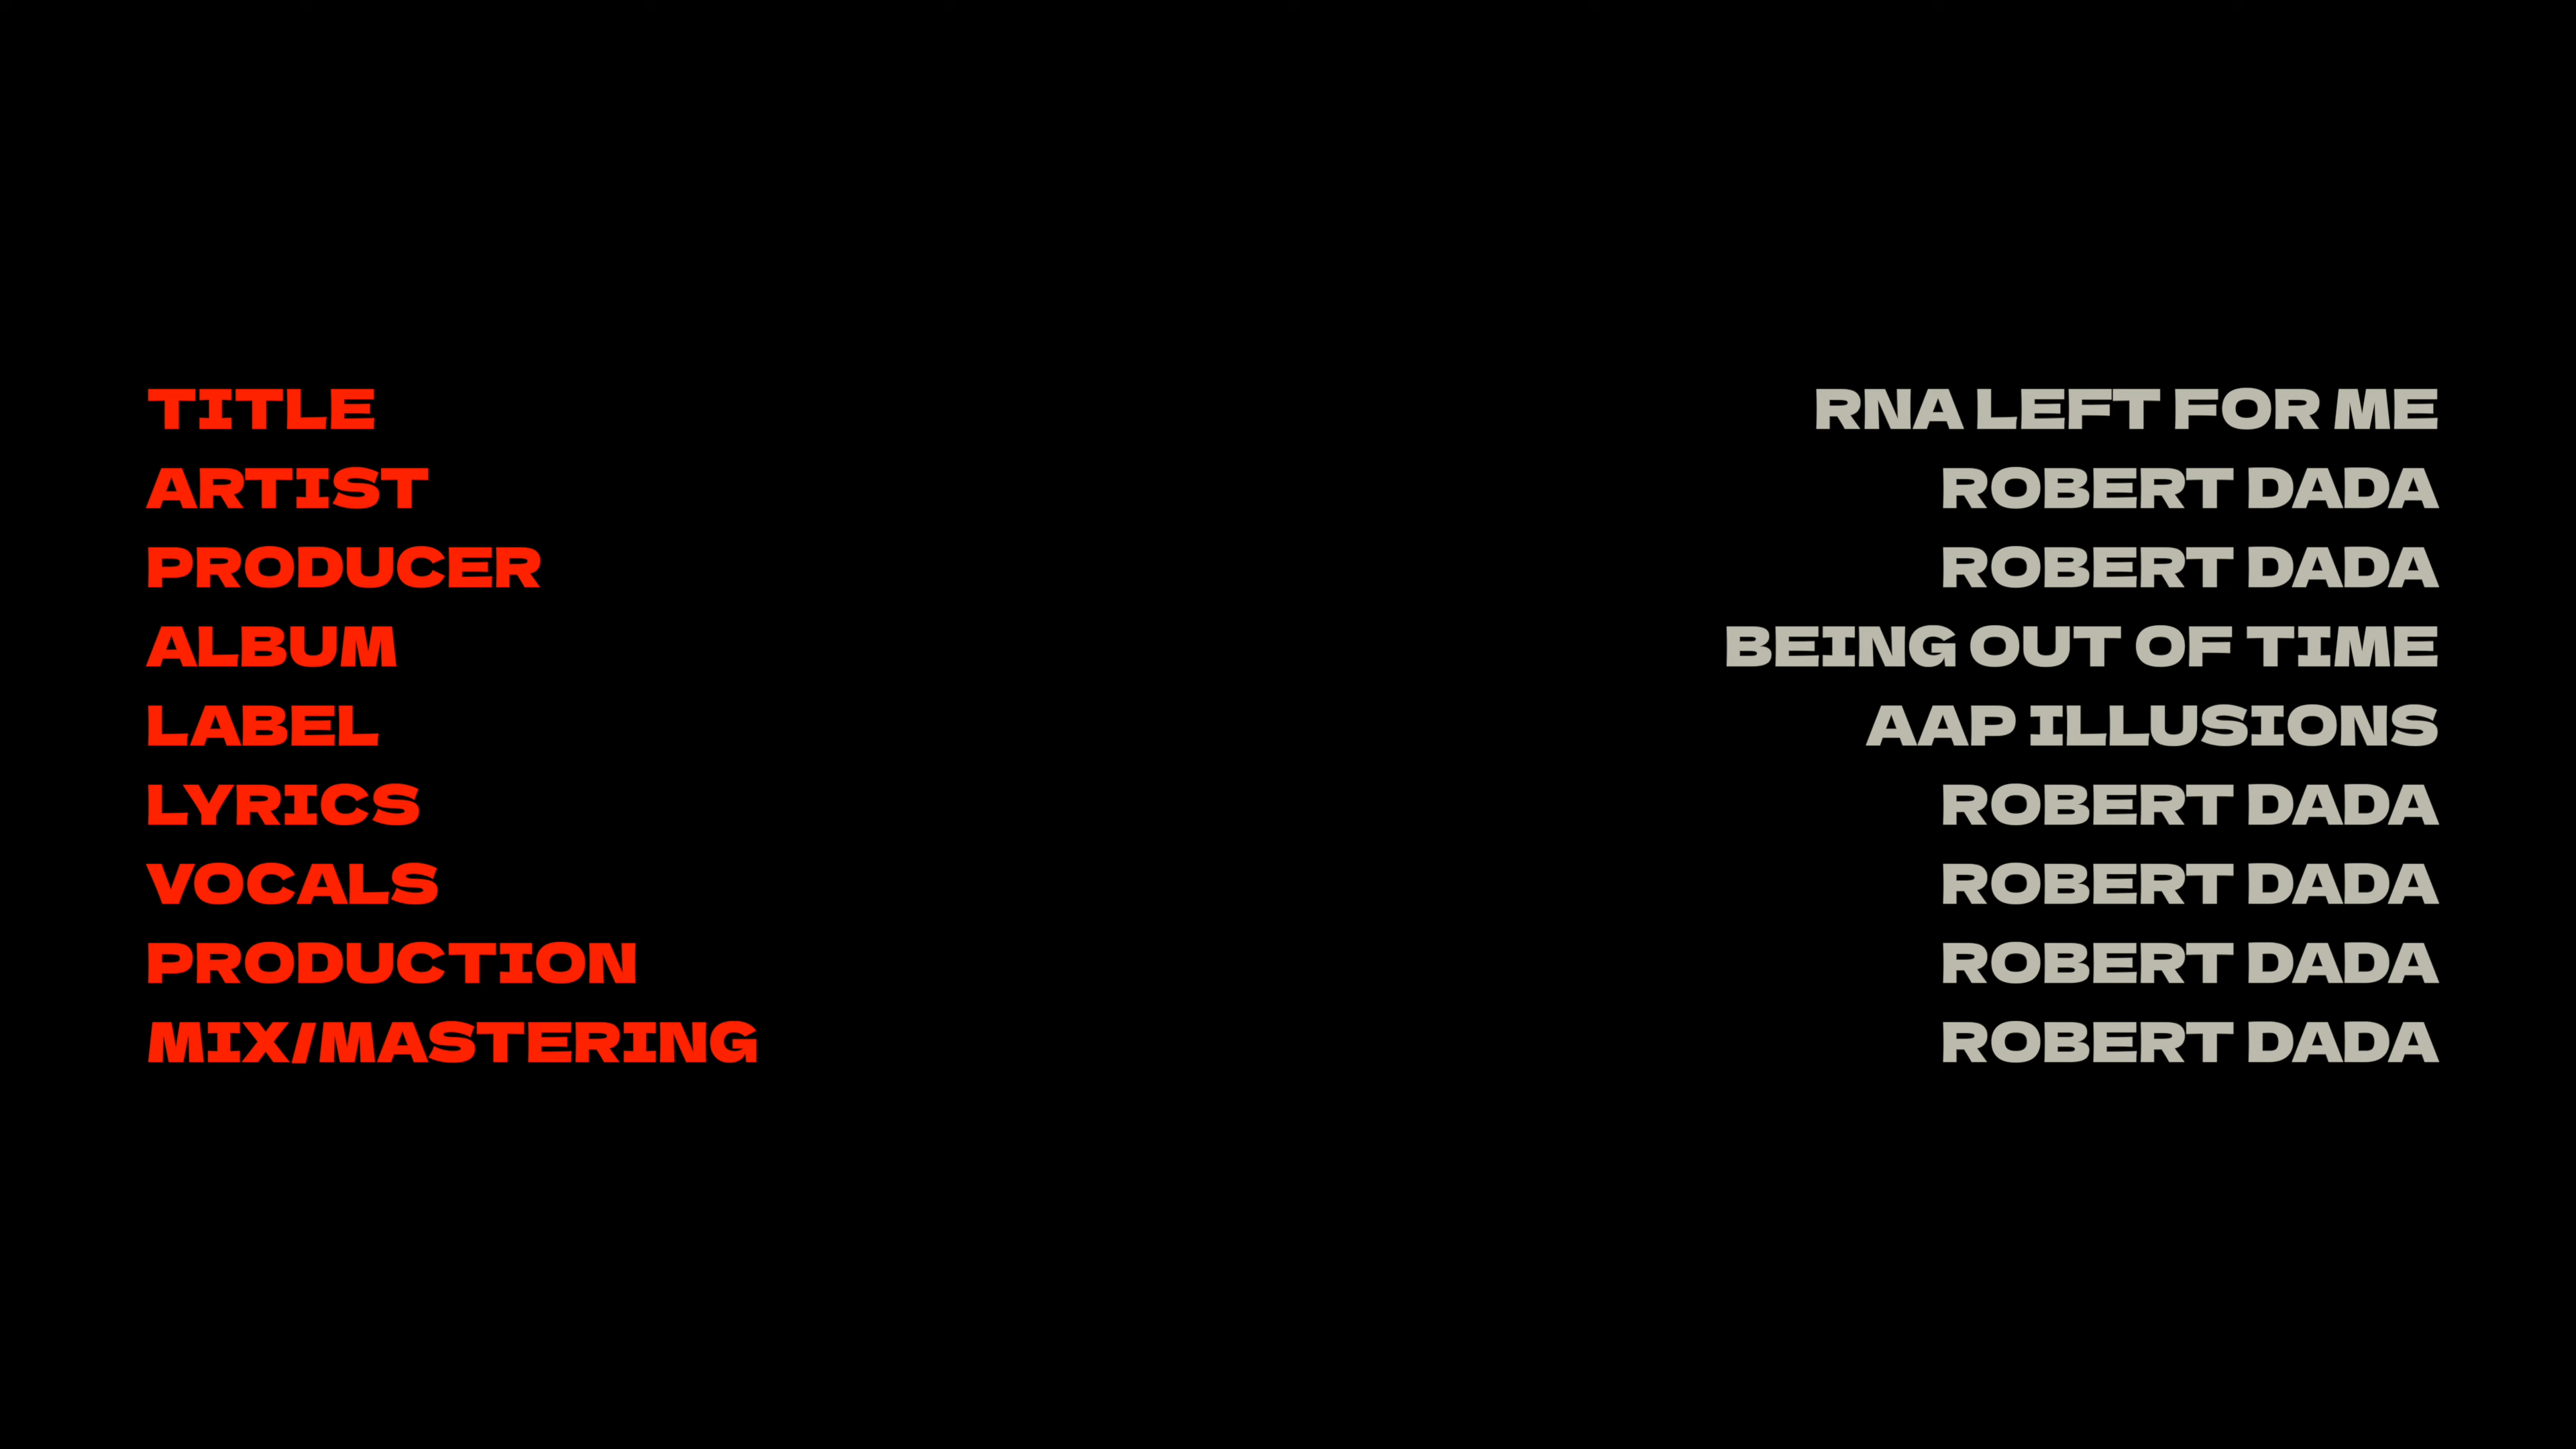 TITLE RNA LEFT FOR ME
ARTIST ROBERT DADA
PRODUCER ROBERT DADA
ALBUM BEING OUT OF TIME
LABEL AAP ILLUSIONS
LYRICS ROBERT DADA
VOCALS ROBERT DADA
PRODUCTION ROBERT DADA
MIX/MASTERING ROBERT DADA